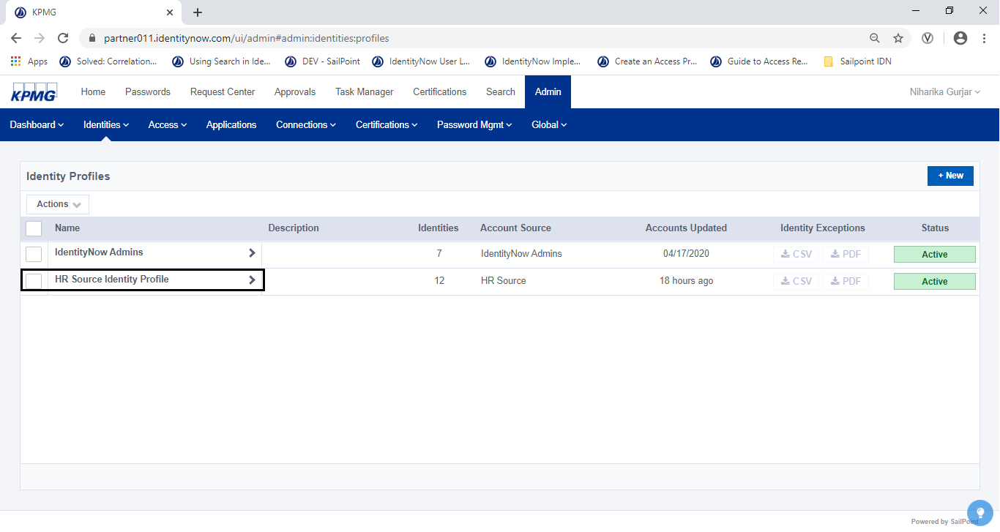 KPMG
partner011.identitynow.com/ui/admin#admin:identities:profiles
Apps Solved: Correlation... Using Search in Ide... DEV - SailPoint IdentityNow User L... IdentityNow Imple... Create an Access Pr... Guide to Access Re... Sailpoint IDN
KPMG Home Passwords Request Center Approvals Task Manager Certifications Search Admin Niharika Gurjar
Dashboard Identities Access Applications Connections Certifications Password Mgmt Global
Identity Profiles + New
Actions
Name Description Identities Account Source Accounts Updated Identity Exceptions Status
IdentityNow Admins 7 IdentityNow Admins 04/17/2020 CSV PDF Active
HR Source Identity Profile 12 HR Source 18 hours ago CSV PDF Active
Powered by SailPoint